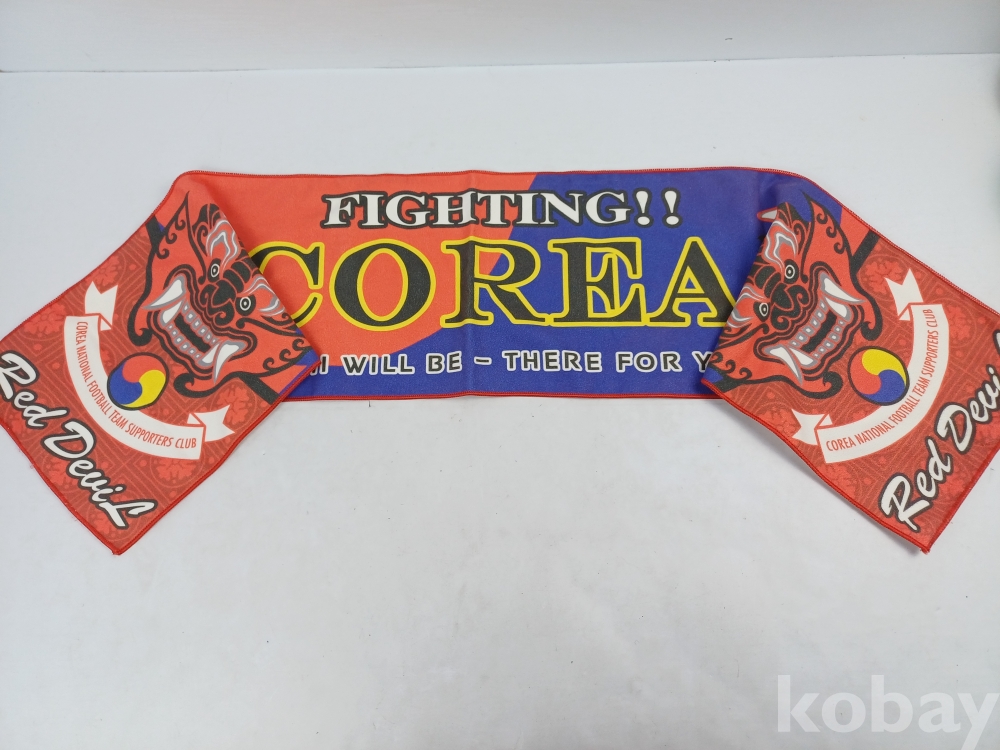 FIGHTING!!
COREA
WILL BE - THERE FOR
COREA NATIONAL FOOTBALL TEAM SUPPORTERS CLUB
Red DeviL
COREA NATIONAL FOOTBALL TEAM SUPPORTERS CLUB
Red Devi
kobay